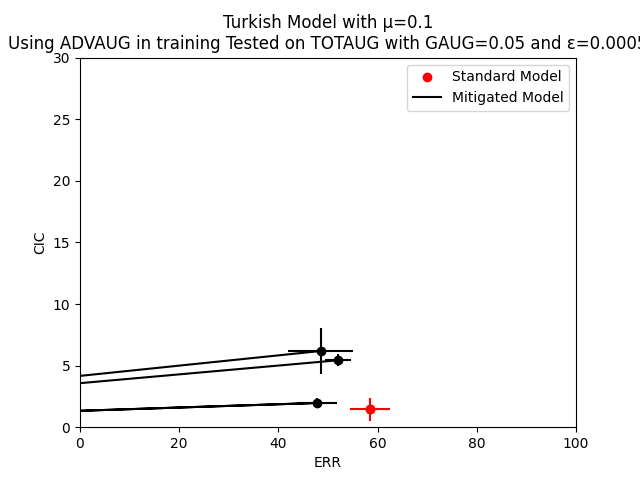 Turkish Model with μ=0.1
Using ADVAUG in training Tested on TOTAUG with GAUG=0.05 and ε=0.0005
Standard Model
Mitigated Model
30
25
20
15
10
5
0
CIC
0 20 40 60 80 100
ERR